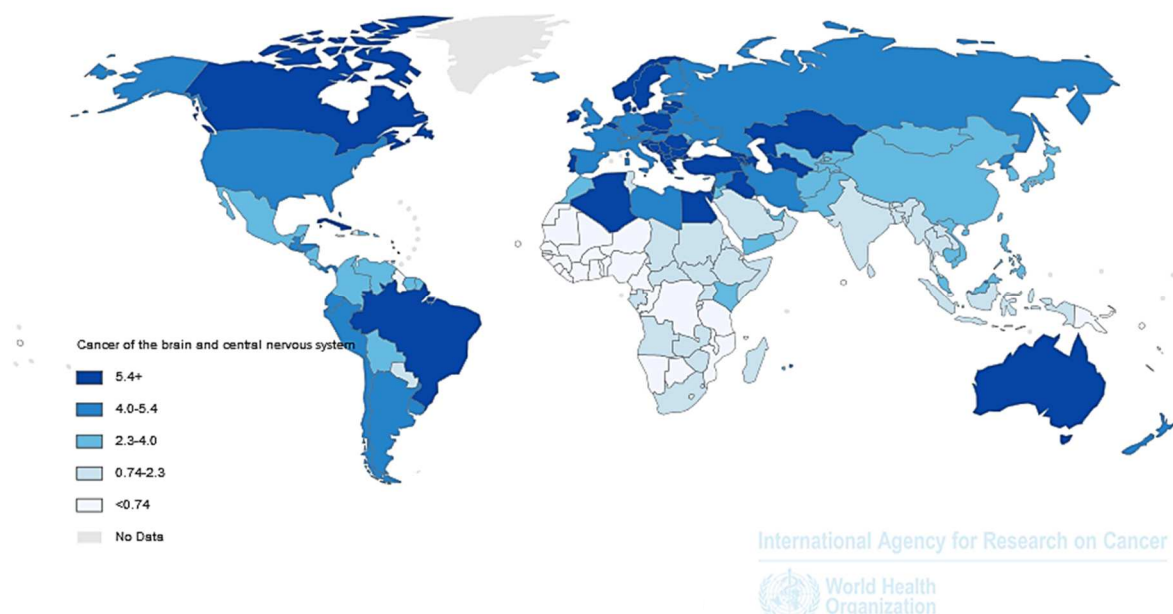 Cancer of the brain and central nervous system
5.4+
4.0-5.4
2.3-4.0
0.74-2.3
<0.74
No Data
International Agency for Research on Cancer
World Health
Organization